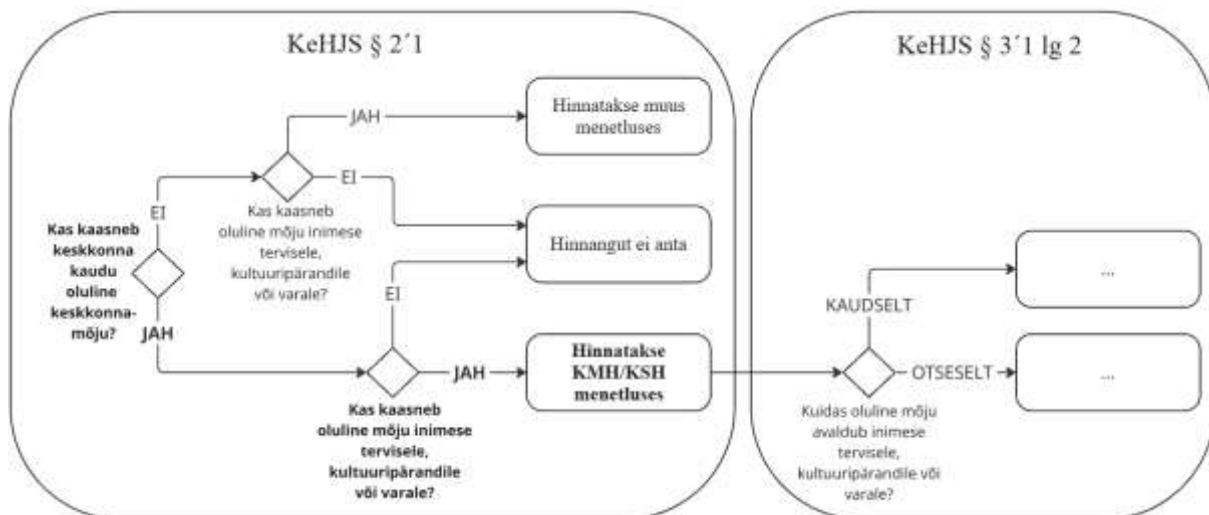 KeHJS § 2´1
JAH
Hinnatakse muus
menetluses
EI
Kas kaasneb
oluline mõju inimese
tervisele,
kultuuripärandile
või varale?
Hinnangut ei anta
EI
Kas kaasneb
keskkonna
kaudu
oluline
keskkonna-
mõju?
JAH
EI
JAH
Hinnatakse
KMH/KSH
menetluses
Kas kaasneb
oluline mõju inimese
tervisele,
kultuuripärandile
või varale?
KeHJS § 3´1 lg 2
...
KAUDSELT
OTSESELT
...
Kuidas oluline mõju
avaldub inimese
tervisele,
kultuuripärandile või
varale?